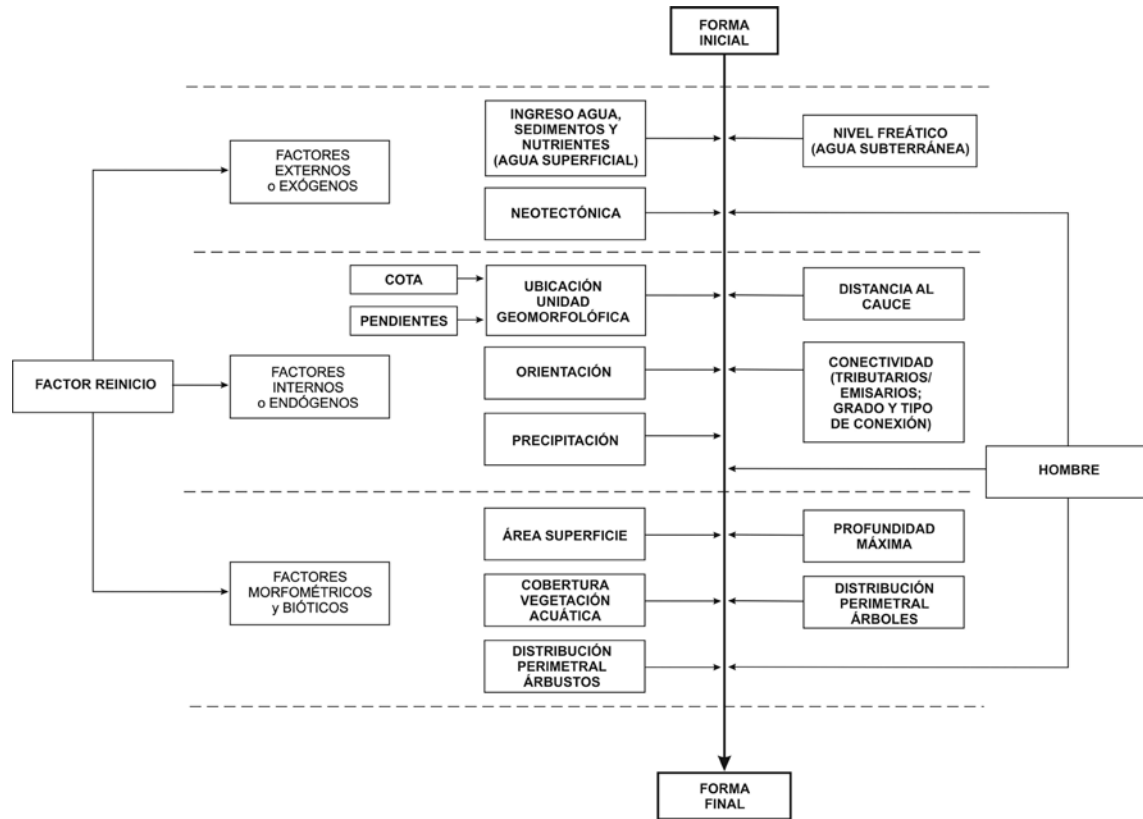 FORMA
INICIAL
INGRESO AGUA,
SEDIMENTOS Y
NUTRIENTES
(AGUA SUPERFICIAL)
NIVEL FREÁTICO
(AGUA SUBTERRÁNEA)
FACTORES
EXTERNOS
o EXÓGENOS
NEOTECTÓNICA
COTA
PENDIENTES
UBICACIÓN
UNIDAD
GEOMORFOLÓFICA
DISTANCIA AL
CAUCE
FACTOR REINICIO
FACTORES
INTERNOS
o ENDÓGENOS
ORIENTACIÓN
CONECTIVIDAD
(TRIBUTARIOS/
EMISARIOS;
GRADO Y TIPO
DE CONEXIÓN)
PRECIPITACIÓN
HOMBRE
ÁREA SUPERFICIE
PROFUNDIDAD
MÁXIMA
FACTORES
MORFOMÉTRICOS
y BIÓTICOS
COBERTURA
VEGETACIÓN
ACUÁTICA
DISTRIBUCIÓN
PERIMETRAL
ÁRBOLES
DISTRIBUCIÓN
PERIMETRAL
ÁRBUSTOS
FORMA
FINAL